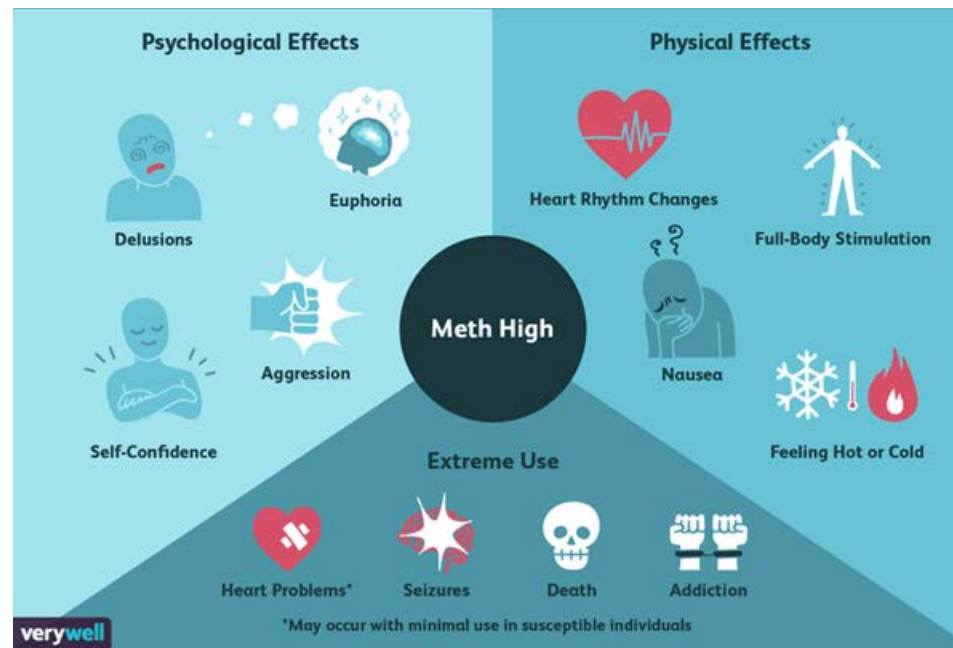 Psychological Effects
Physical Effects
Delusions
Euphoria
Self-Confidence
Aggression
Heart Rhythm Changes
Full-Body Stimulation
Nausea
Feeling Hot or Cold
Meth High
Extreme Use
Heart Problems*
Seizures
Death
Addiction
*May occur with minimal use in susceptible individuals
verywell